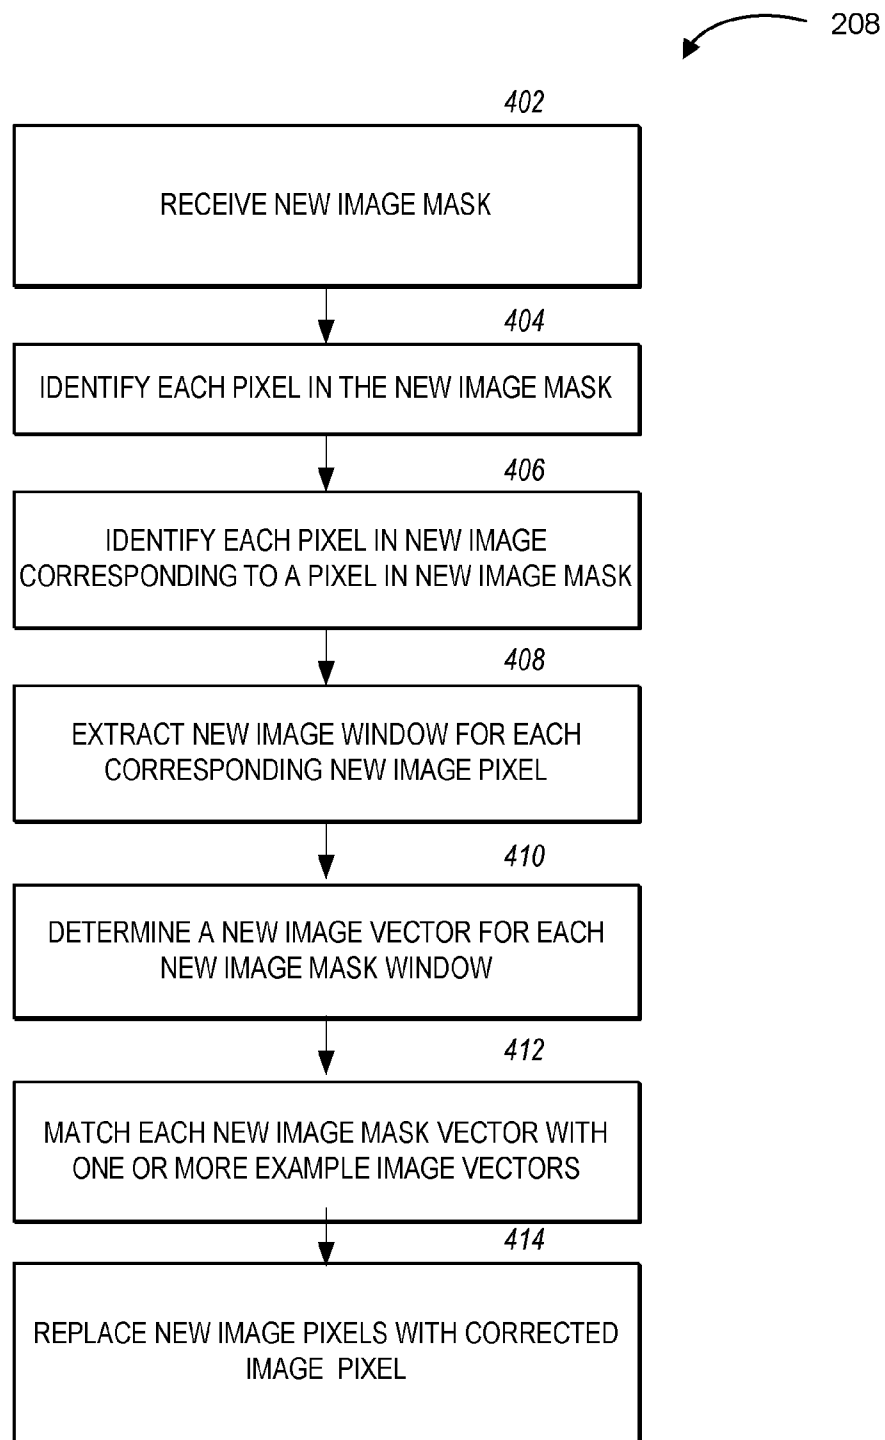 208
402
RECEIVE NEW IMAGE MASK
404
IDENTIFY EACH PIXEL IN THE NEW IMAGE MASK
406
IDENTIFY EACH PIXEL IN NEW IMAGE
CORRESPONDING TO A PIXEL IN NEW IMAGE MASK
408
EXTRACT NEW IMAGE WINDOW FOR EACH
CORRESPONDING NEW IMAGE PIXEL
410
DETERMINE A NEW IMAGE VECTOR FOR EACH
NEW IMAGE MASK WINDOW
412
MATCH EACH NEW IMAGE MASK VECTOR WITH
ONE OR MORE EXAMPLE IMAGE VECTORS
414
REPLACE NEW IMAGE PIXELS WITH CORRECTED
IMAGE PIXEL